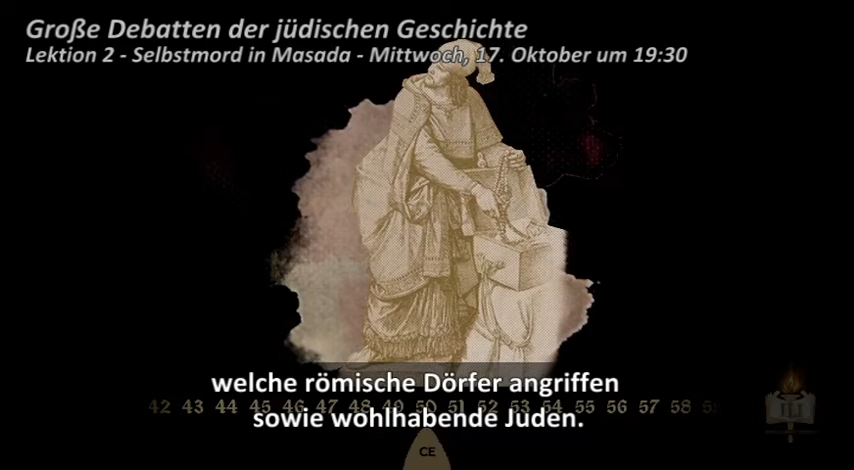 Große Debatten der jüdischen Geschichte
Lektion 2 - Selbstmord in Masada - Mittwoch, 17. Oktober um 19:30
welche römische Dörfer angriffen
42 43 44 45 46 47 48 49 50 51 52 53 54 55 56 57 58
sowie wohlhabende Juden.
CE
JLI